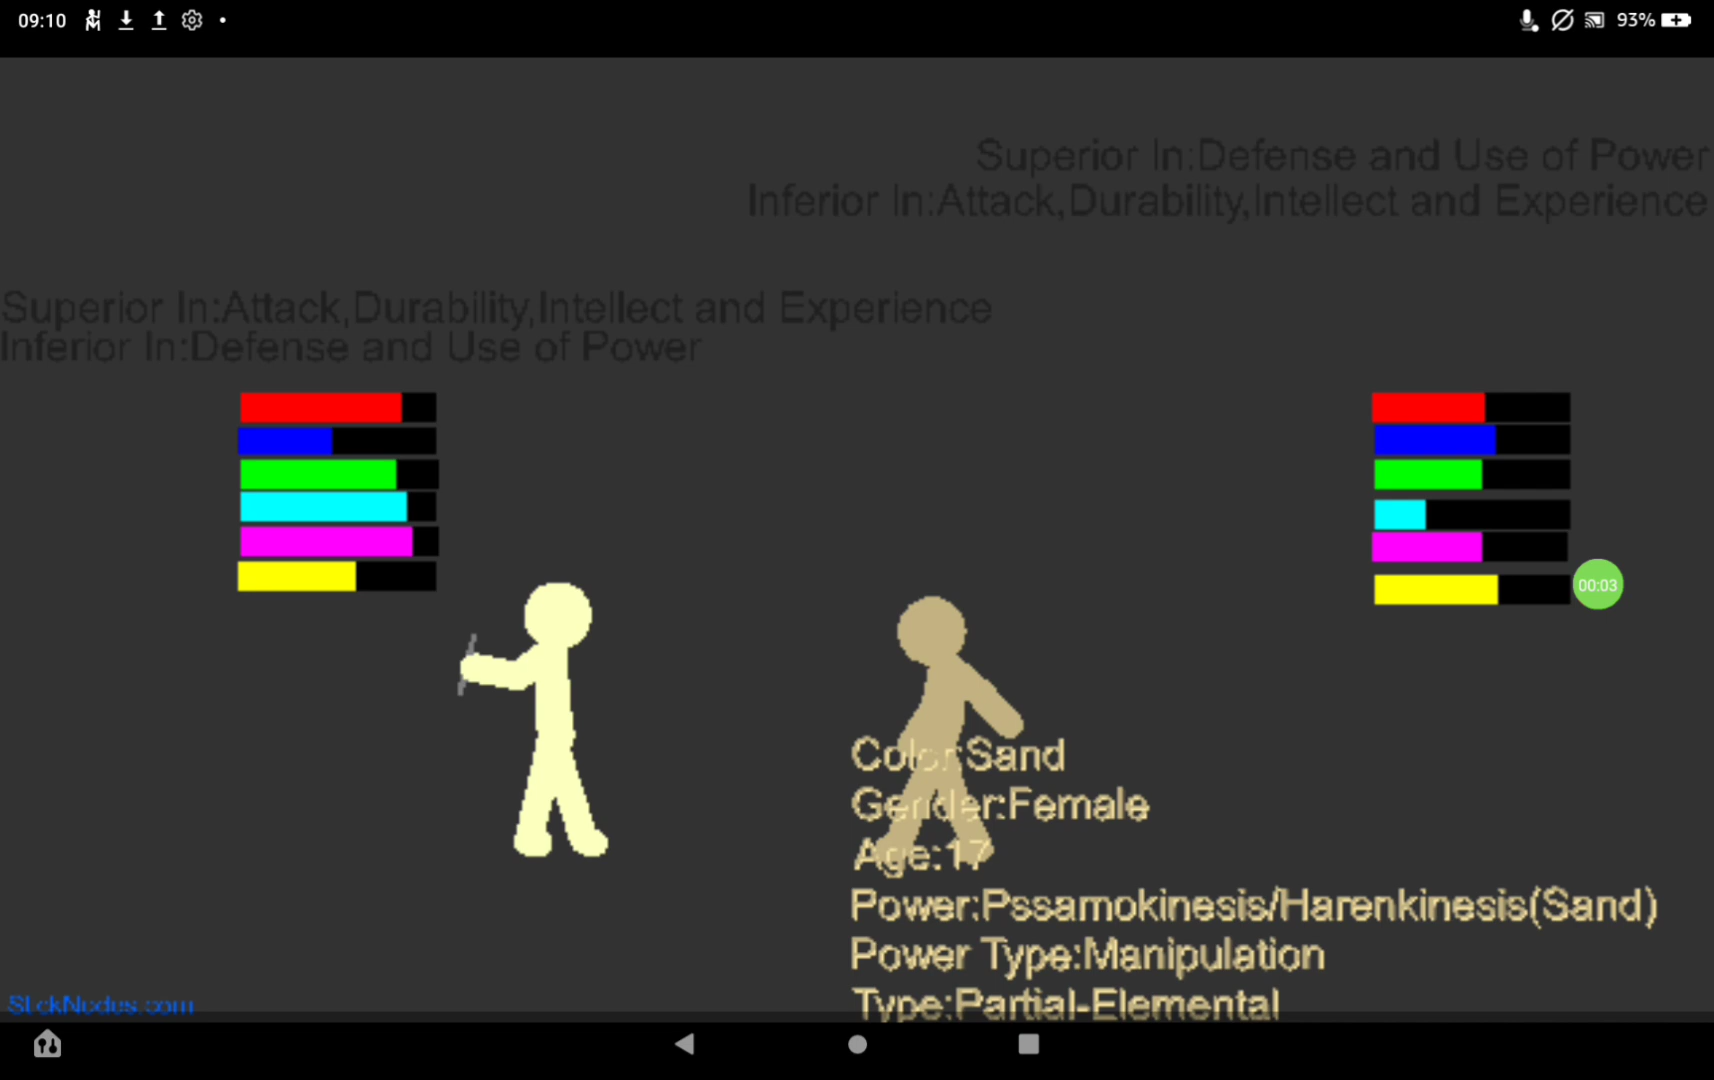 09:10
93%
Superior In:Defense and Use of Power
Inferior In:Attack,Durability,Intellect and Experience
Superior In:Attack,Durability,Intellect and Experience
Inferior In:Defense and Use of Power
00:03
Color:Sand
Gender:Female
Age:17
Power:Pssamokinesis/Harenkinesis(Sand)
Power Type:Manipulation
Type:Partial-Elemental
StickNodes.com